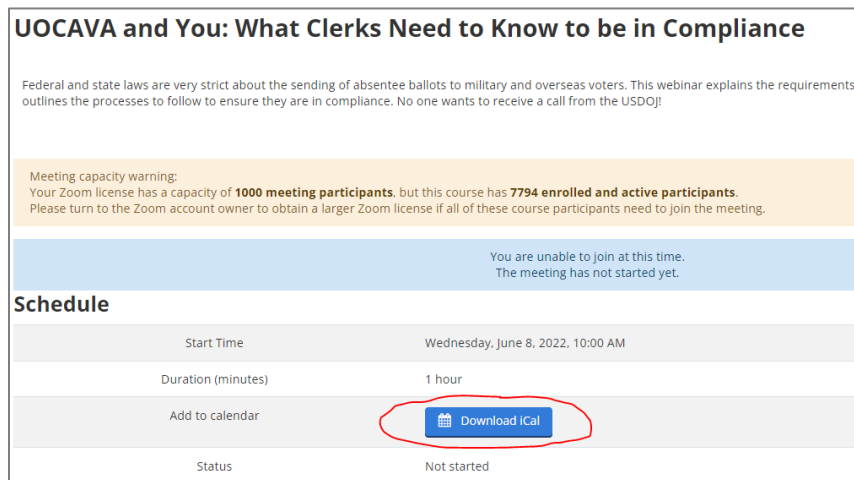 UOCAVA and You: What Clerks Need to Know to be in Compliance
Federal and state laws are very strict about the sending of absentee ballots to military and overseas voters. This webinar explains the requirements
outlines the processes to follow to ensure they are in compliance. No one wants to receive a call from the USDOJ!
Meeting capacity warning:
Your Zoom license has a capacity of 1000 meeting participants, but this course has 7794 enrolled and active participants.
Please turn to the Zoom account owner to obtain a larger Zoom license if all of these course participants need to join the meeting.
You are unable to join at this time.
The meeting has not started yet.
Schedule
Start Time Wednesday, June 8, 2022, 10:00 AM
Duration (minutes) 1 hour
Add to calendar Download iCal
Status Not started